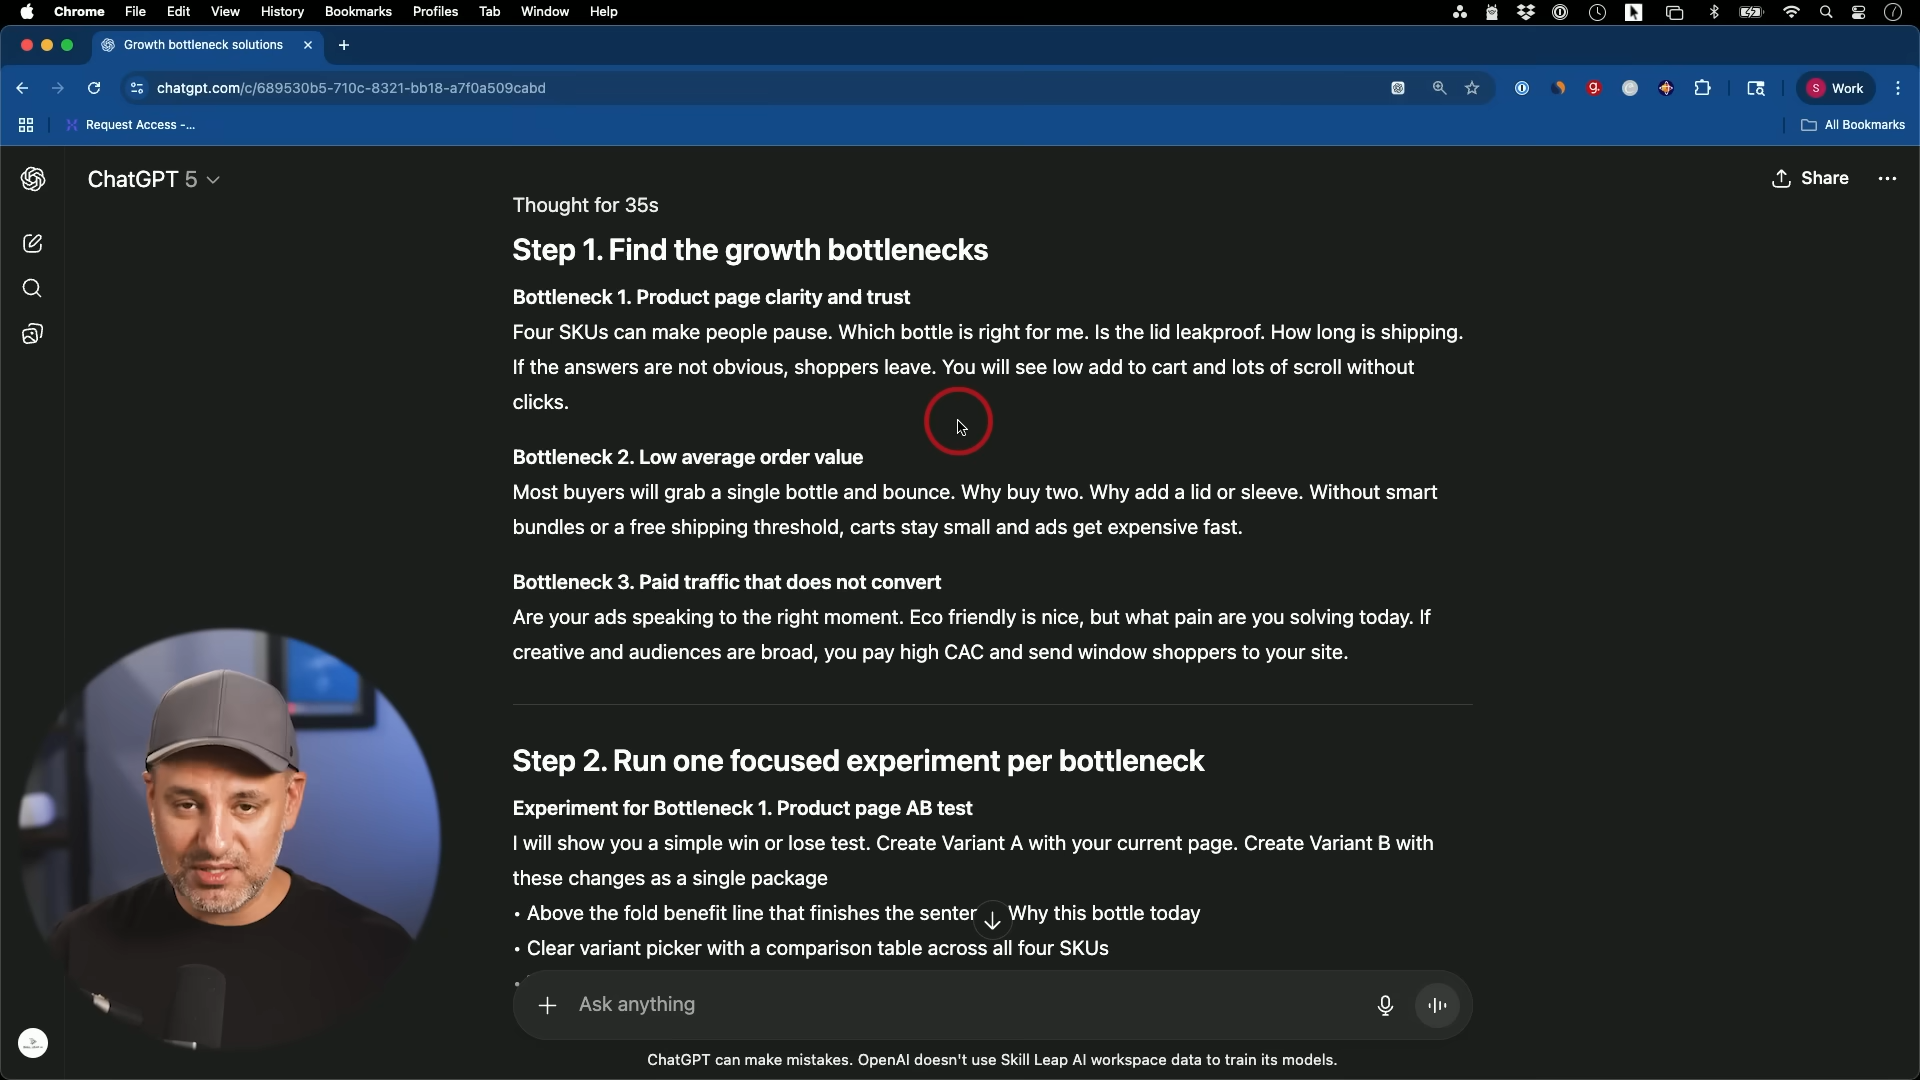 Chrome File Edit View History Bookmarks Profiles Tab Window Help
Growth bottleneck solutions
chatgpt.com/c/689530b5-710c-8321-bb18-a7f0a509cabd
S Work
Request Access -...
All Bookmarks
ChatGPT 5
Share
Thought for 35s
Step 1. Find the growth bottlenecks
Bottleneck 1. Product page clarity and trust
Four SKUs can make people pause. Which bottle is right for me. Is the lid leakproof. How long is shipping.
If the answers are not obvious, shoppers leave. You will see low add to cart and lots of scroll without
clicks.
Bottleneck 2. Low average order value
Most buyers will grab a single bottle and bounce. Why buy two. Why add a lid or sleeve. Without smart
bundles or a free shipping threshold, carts stay small and ads get expensive fast.
Bottleneck 3. Paid traffic that does not convert
Are your ads speaking to the right moment. Eco friendly is nice, but what pain are you solving today. If
creative and audiences are broad, you pay high CAC and send window shoppers to your site.
Step 2. Run one focused experiment per bottleneck
Experiment for Bottleneck 1. Product page AB test
I will show you a simple win or lose test. Create Variant A with your current page. Create Variant B with
these changes as a single package
• Above the fold benefit line that finishes the senter Why this bottle today
• Clear variant picker with a comparison table across all four SKUs
Ask anything
ChatGPT can make mistakes. OpenAI doesn't use Skill Leap AI workspace data to train its models.